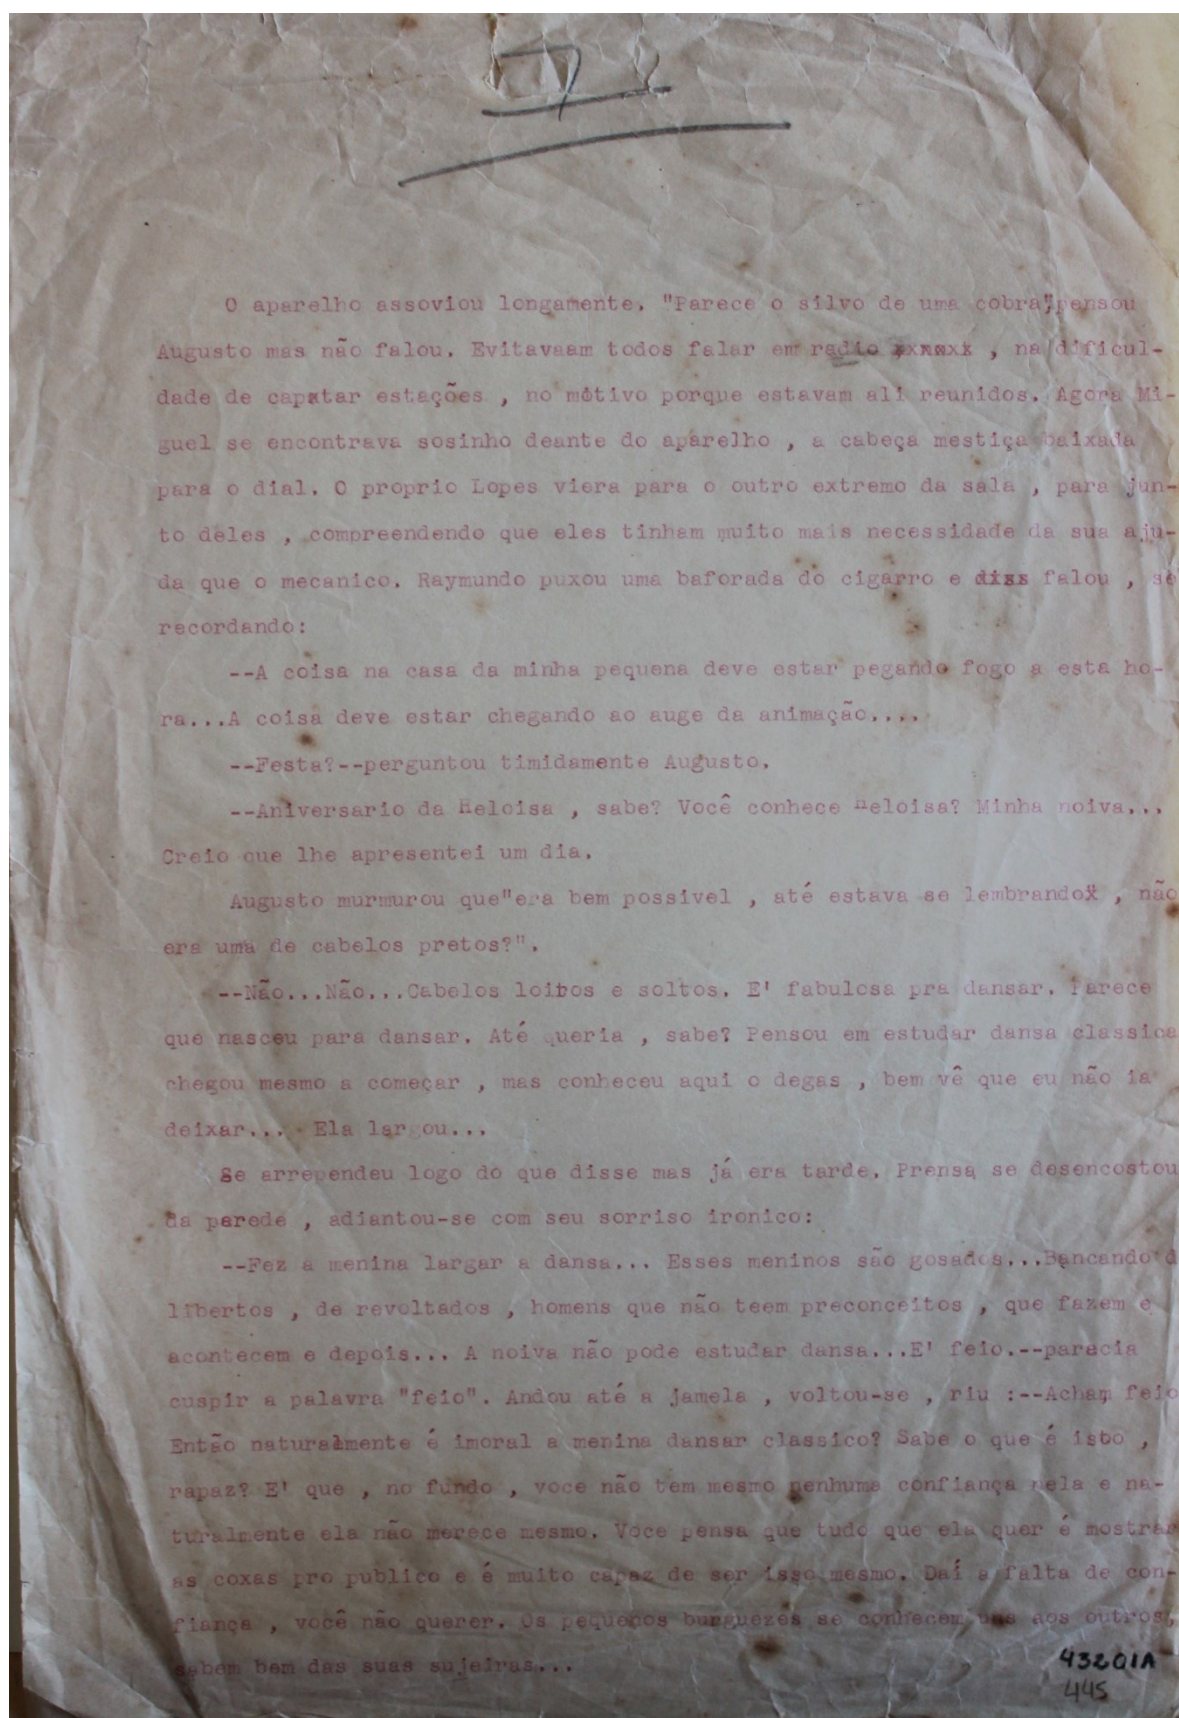 O aparelho assoviou longamente. "Parece o silvo de uma cobra", pensou
Augusto mas não falou. Evitavaam todos falar em radio , na dificul-
dade de capatar estações , no motivo porque estavam ali reunidos. Agora Mi-
guel se encontrava sosinho deante do aparelho , a cabeça mestiça baixada
para o dial. O proprio Lopes viera para o outro extremo da sala , para jun-
to deles , compreendendo que eles tinham muito mais necessidade da sua aju-
da que o mecanico. Raymundo puxou uma baforada do cigarro e falou , se
recordando:
--A coisa na casa da minha pequena deve estar pegando fogo a esta ho-
ra...A coisa deve estar chegando ao auge da animação....
--Festa?--perguntou timidamente Augusto.
--Aniversario da Heloisa , sabe? Você conhece Heloisa? Minha noiva...
Creio que lhe apresentei um dia.
Augusto murmurou que"era bem possivel , até estava se lembrando , não
era uma de cabelos pretos?".
--Não...Não...Cabelos loiros e soltos. E' fabulosa pra dansar. Parece
que nasceu para dansar. Até queria , sabe? Pensou em estudar dansa classica
chegou mesmo a começar , mas conheceu aqui o degas , bem vê que eu não ia
deixar... Ela largou...
Se arrependeu logo do que disse mas já era tarde. Prensa se desencostou
da parede , adiantou-se com seu sorriso ironico:
--Fez a menina largar a dansa... Esses meninos são gosados...Bancando d
libertos , de revoltados , homens que não teem preconceitos , que fazem e
acontecem e depois... A noiva não pode estudar dansa...E' feio.--parecia
cuspir a palavra "feio". Andou até a jamela , voltou-se , riu :--Acham feio
Então naturalmente é imoral a menina dansar classico? Sabe o que é isto ,
rapaz? E' que , no fundo , voce não tem mesmo nenhuma confiança nela e na-
turalmente ela não merece mesmo. Voce pensa que tudo que ela quer é mostrar
as coxas pro publico e é muito capaz de ser isso mesmo. Daí a falta de con-
fiança , você não querer. Os pequenos burguezes se conhecem uns aos outros,
sabem bem das suas sujeiras...
43201A
445